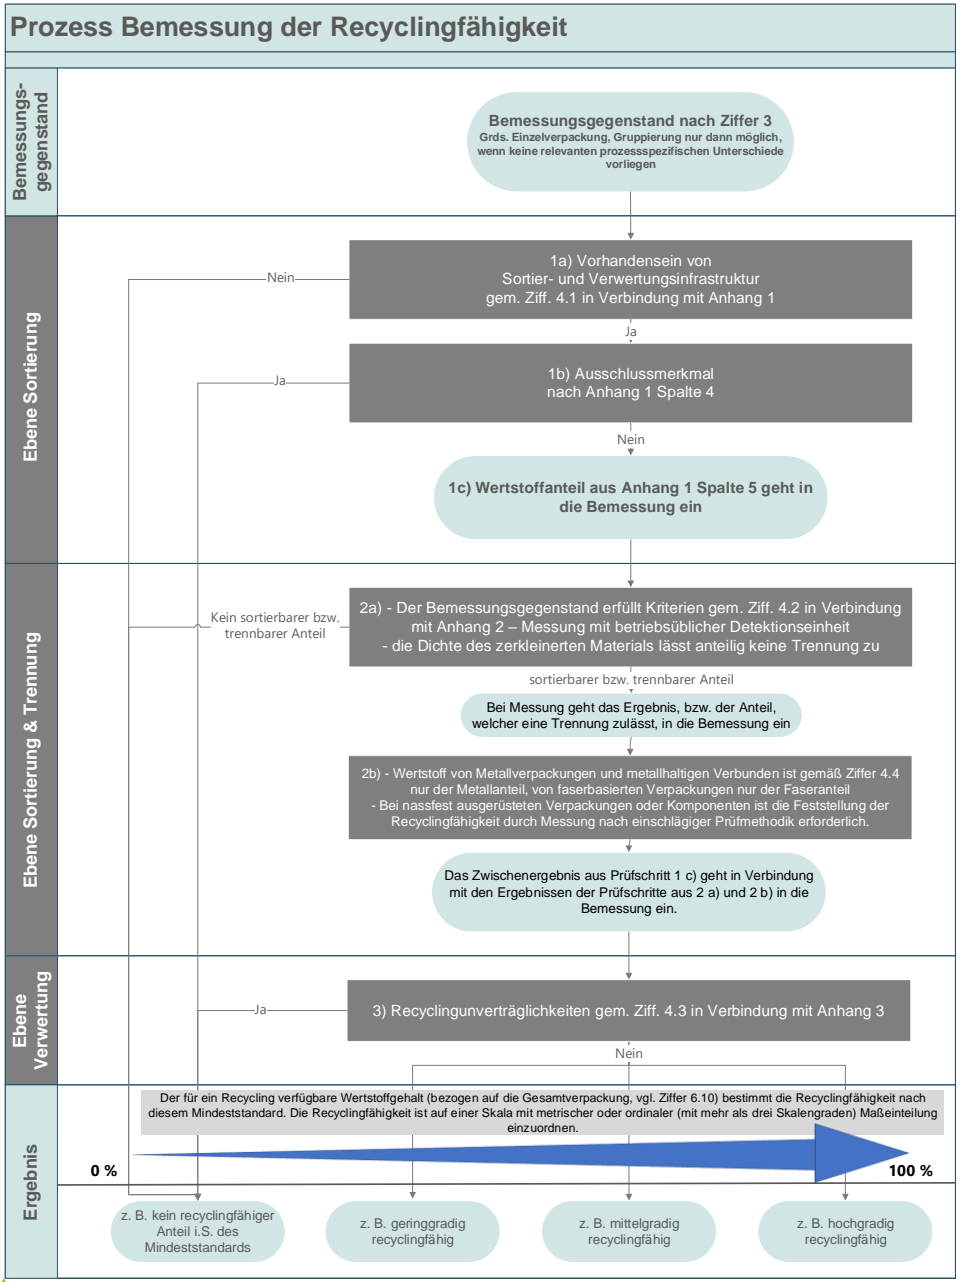 Prozess Bemessung der Recyclingfähigkeit
Bemessungs-
gegenstand
Bemessungsgegenstand nach Ziffer 3
Grds. Einzelverpackung, Gruppierung nur dann möglich,
wenn keine relevanten prozessspezifischen Unterschiede
vorliegen
Ebene Sortierung
1a) Vorhandensein von
Sortier- und Verwertungsinfrastruktur
gem. Ziff. 4.1 in Verbindung mit Anhang 1
Nein
Ja
1b) Ausschlussmerkmal
nach Anhang 1 Spalte 4
Ja
Nein
1c) Wertstoffanteil aus Anhang 1 Spalte 5 geht in
die Bemessung ein
Ebene Sortierung & Trennung
2a) - Der Bemessungsgegenstand erfüllt Kriterien gem. Ziff. 4.2 in Verbindung
mit Anhang 2 – Messung mit betriebsüblicher Detektionseinheit
- die Dichte des zerkleinerten Materials lässt anteilig keine Trennung zu
Kein sortierbarer bzw.
trennbarer Anteil
sortierbarer bzw. trennbarer Anteil
Bei Messung geht das Ergebnis, bzw. der Anteil,
welcher eine Trennung zulässt, in die Bemessung ein
2b) - Wertstoff von Metallverpackungen und metallhaltigen Verbunden ist gemäß Ziffer 4.4
nur der Metallanteil, von faserbasierten Verpackungen nur der Faseranteil
- Bei nassfest ausgerüsteten Verpackungen oder Komponenten ist die Feststellung der
Recyclingfähigkeit durch Messung nach einschlägiger Prüfmethodik erforderlich.
Das Zwischenergebnis aus Prüfschritt 1 c) geht in Verbindung
mit den Ergebnissen der Prüfschritte aus 2 a) und 2 b) in die
Bemessung ein.
Ebene
Verwertung
3) Recyclingunverträglichkeiten gem. Ziff. 4.3 in Verbindung mit Anhang 3
Ja
Nein
Ergebnis
Der für ein Recycling verfügbare Wertstoffgehalt (bezogen auf die Gesamtverpackung, vgl. Ziffer 6.10) bestimmt die Recyclingfähigkeit nach
diesem Mindeststandard. Die Recyclingfähigkeit ist auf einer Skala mit metrischer oder ordinaler (mit mehr als drei Skalengraden) Maßeinteilung
einzuordnen.
0 %
100 %
z. B. kein recyclingfähiger
Anteil i.S. des
Mindeststandards
z. B. geringgradig
recyclingfähig
z. B. mittelgradig
recyclingfähig
z. B. hochgradig
recyclingfähig